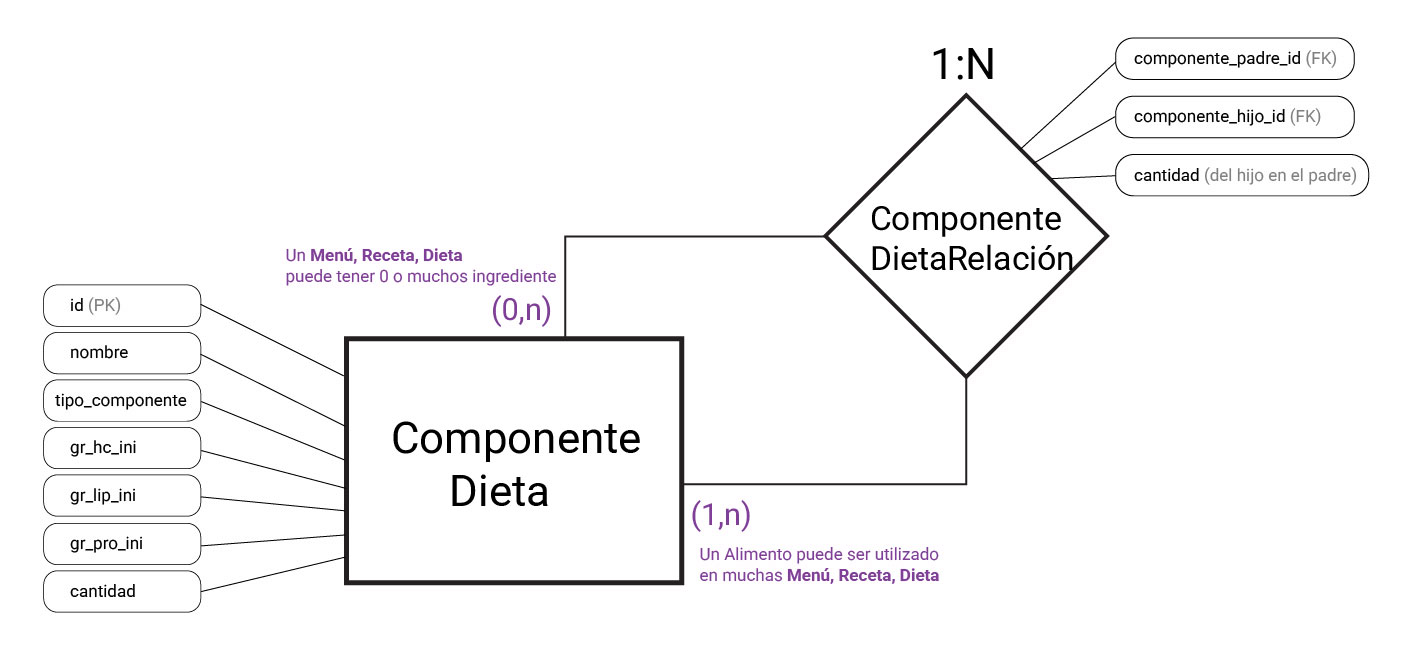 1:N
componente_padre_id (FK)
componente_hijo_id (FK)
cantidad (del hijo en el padre)
Componente
DietaRelación
Un Menú, Receta, Dieta
puede tener 0 o muchos ingrediente
(0,n)
id (PK)
nombre
tipo_componente
gr_hc_ini
gr_lip_ini
gr_pro_ini
cantidad
Componente
Dieta
(1,n)
Un Alimento puede ser utilizado
en muchas Menú, Receta, Dieta